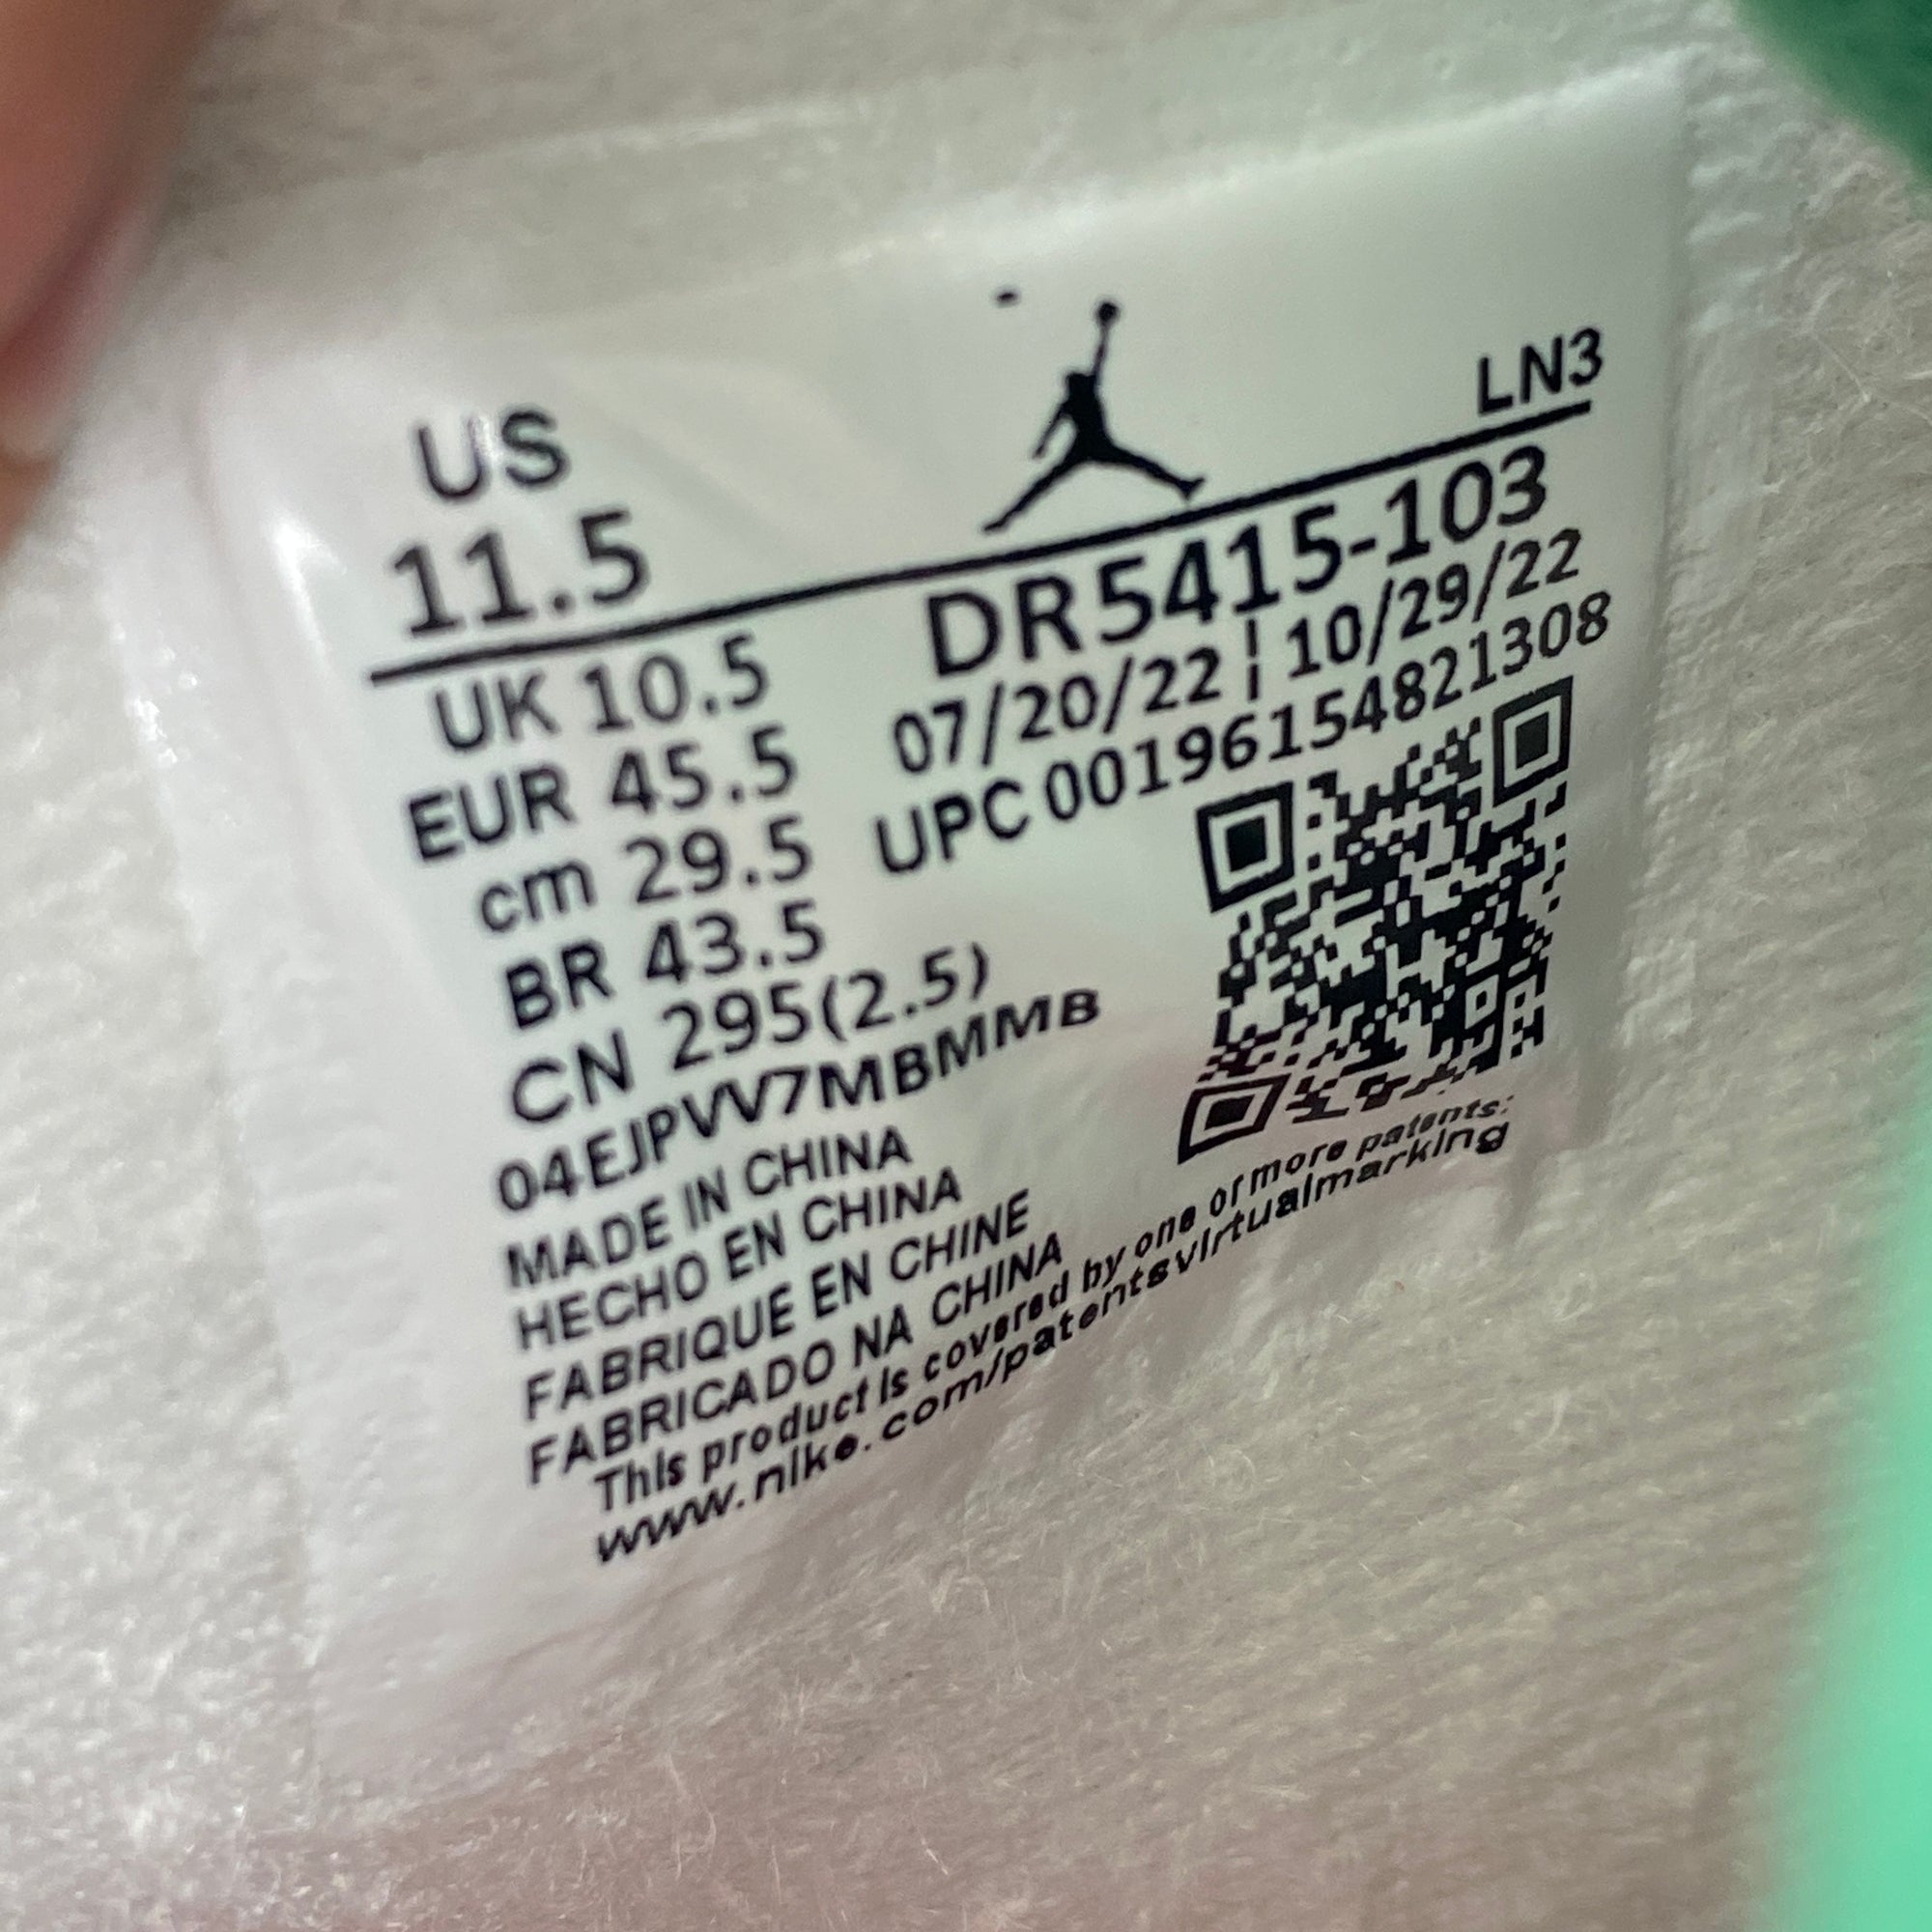 US
11.5
LN3
UK 10.5
EUR 45.5
cm 29.5
BR 43.5
CN 295(2.5)
DR5415-103
07/20/22 ¦ 10/29/22
UPC 00196154821308
04EJPVV7MBMMB
MADE IN CHINA
HECHO EN CHINA
FABRIQUE EN CHINE
FABRICADO NA CHINA
This product is covered by one or more patents:
www.nike.com/patentsvirtualmarking